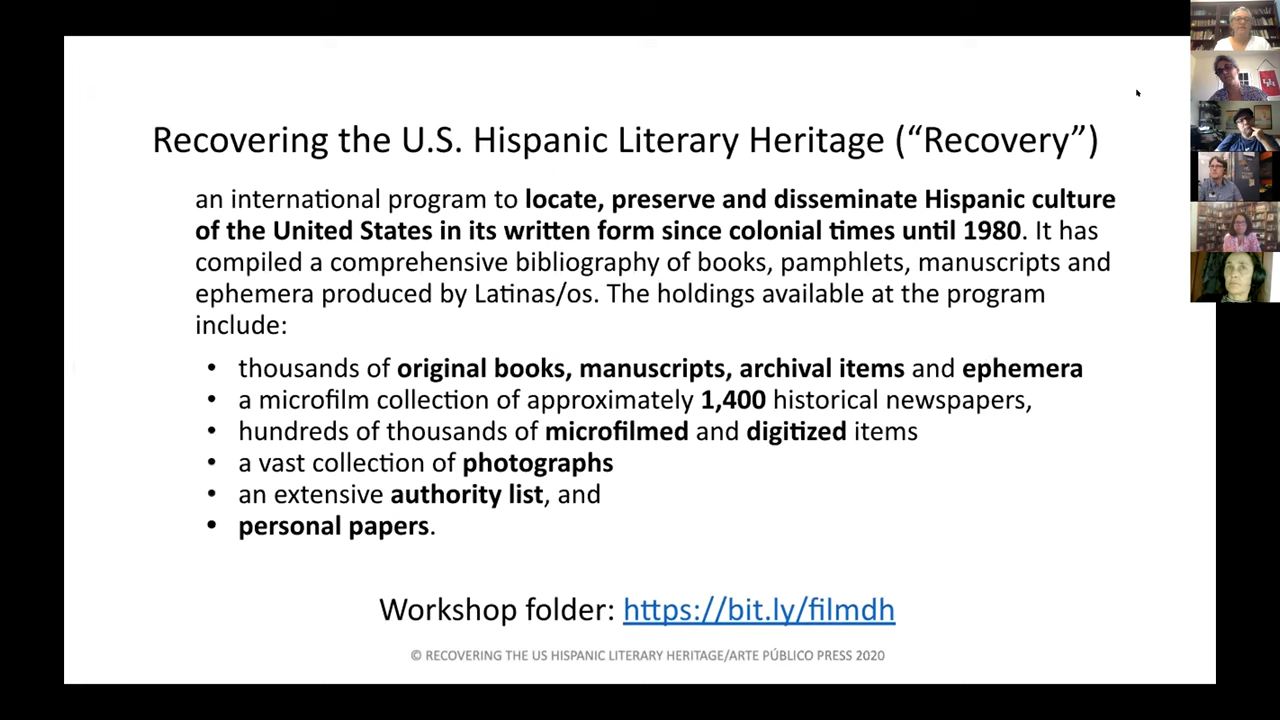 Recovering the U.S. Hispanic Literary Heritage (“Recovery”)
an international program to locate, preserve and disseminate Hispanic culture
of the United States in its written form since colonial times until 1980. It has
compiled a comprehensive bibliography of books, pamphlets, manuscripts and
ephemera produced by Latinas/os. The holdings available at the program
include:
• thousands of original books, manuscripts, archival items and ephemera
• a microfilm collection of approximately 1,400 historical newspapers,
• hundreds of thousands of microfilmed and digitized items
• a vast collection of photographs
• an extensive authority list, and
• personal papers.
Workshop folder: https://bit.ly/filmdh
© RECOVERING THE US HISPANIC LITERARY HERITAGE/ARTE PÚBLICO PRESS 2020